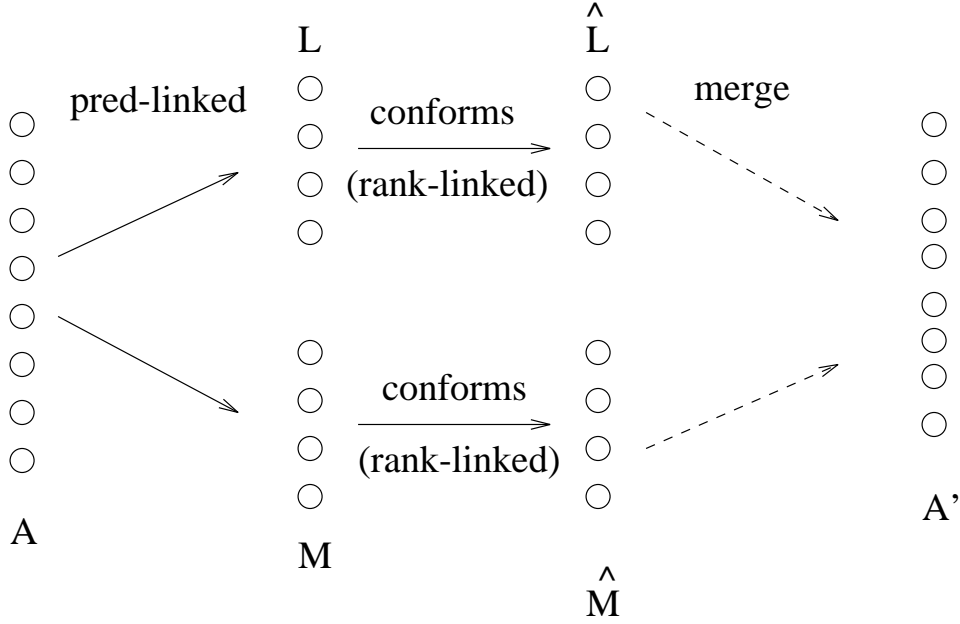 L
L̂
pred-linked
merge
conforms
(rank-linked)
conforms
(rank-linked)
A
M
M̂
A’